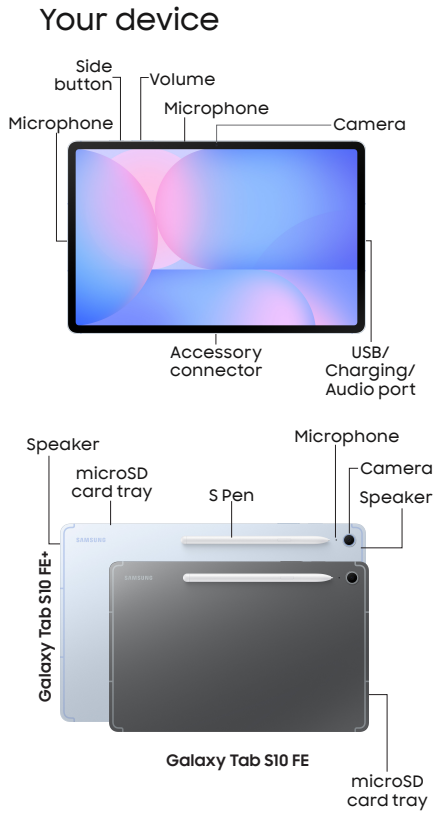 Your device
Side
button
Volume
Microphone
Microphone
Camera
Accessory
connector
USB/
Charging/
Audio port
Speaker
microSD
card tray
S Pen
Microphone
Camera
Speaker
SAMSUNG
SAMSUNG
Galaxy Tab S10 FE+
Galaxy Tab S10 FE
microSD
card tray